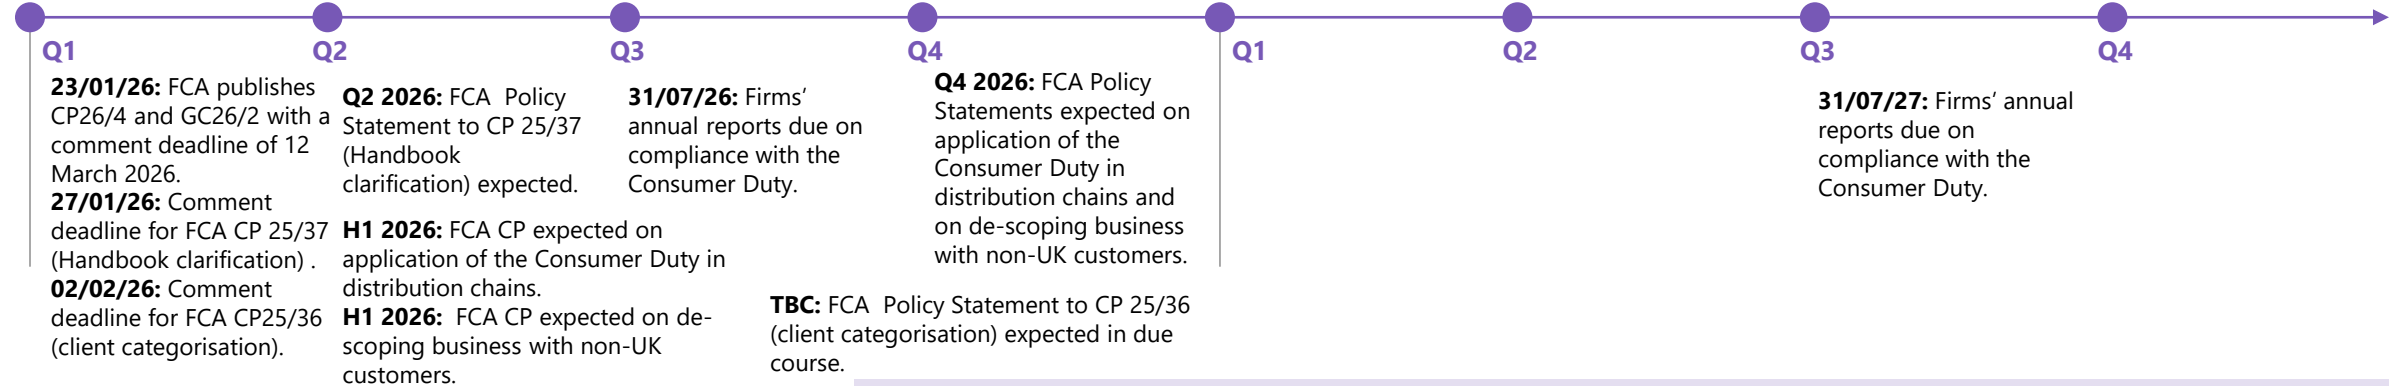 Q1
Q2
Q3
Q4
Q1
Q2
Q3
Q4
23/01/26: FCA publishes
CP26/4 and GC26/2 with a
comment deadline of 12
March 2026.
27/01/26: Comment
deadline for FCA CP 25/37
(Handbook clarification) .
02/02/26: Comment
deadline for FCA CP25/36
(client categorisation).
Q2 2026: FCA  Policy
Statement to CP 25/37
(Handbook
clarification) expected.
H1 2026: FCA CP expected on
application of the Consumer Duty in
distribution chains.
H1 2026:  FCA CP expected on de-
scoping business with non-UK
customers.
31/07/26: Firms’
annual reports due on
compliance with the
Consumer Duty.
TBC: FCA  Policy Statement to CP 25/36
(client categorisation) expected in due
course.
Q4 2026: FCA Policy
Statements expected on
application of the
Consumer Duty in
distribution chains and
on de-scoping business
with non-UK customers.
31/07/27: Firms’ annual
reports due on
compliance with the
Consumer Duty.